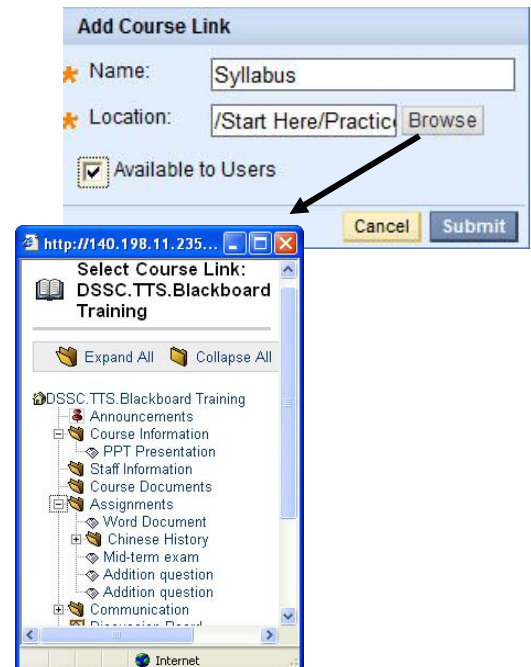 Add Course Link
Name: Syllabus
Location: /Start Here/Practic Browse
Available to Users
Cancel Submit
http://140.198.11.235...
Select Course Link:
DSSC.TTS.Blackboard
Training
Expand All Collapse All
DSSC.TTS.Blackboard Training
Announcements
Course Information
PPT Presentation
Staff Information
Course Documents
Assignments
Word Document
Chinese History
Mid-term exam
Addition question
Addition question
Communication
Discussion Board
Internet